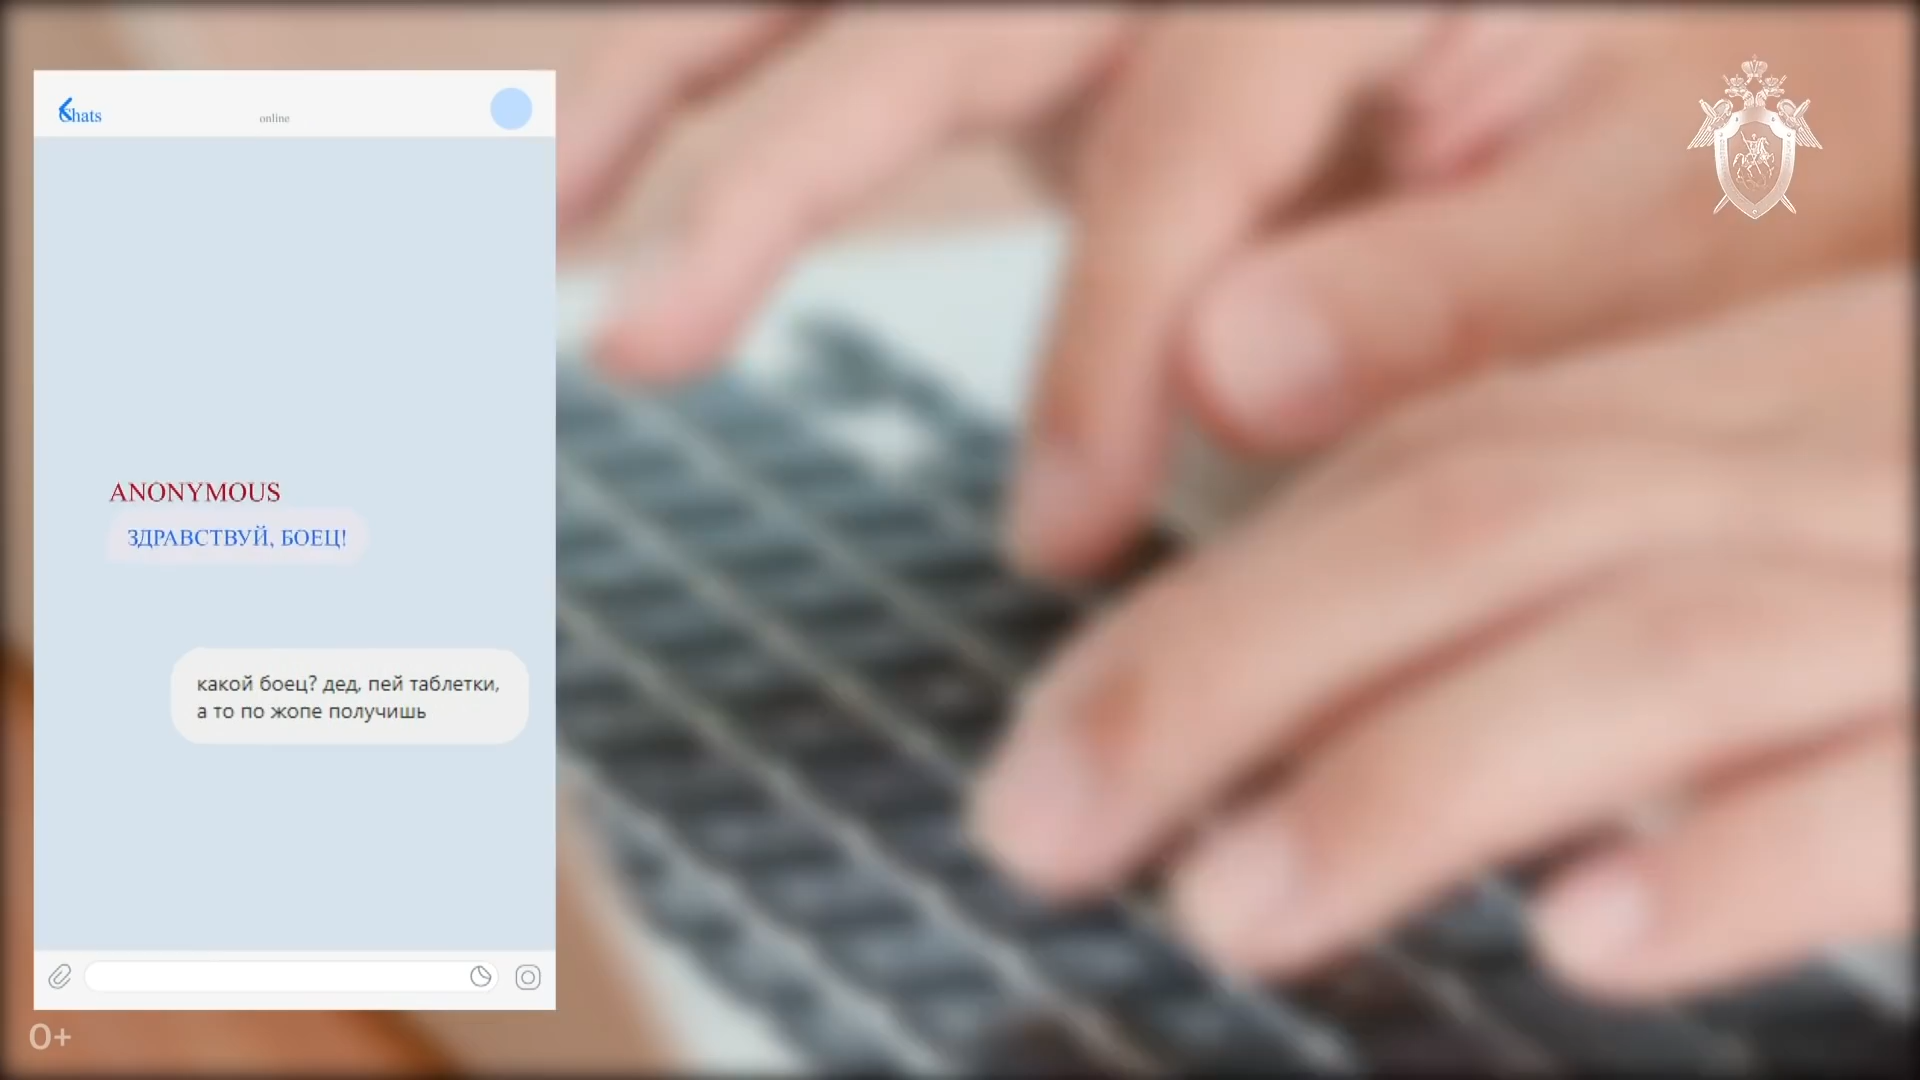 Chats
online
ANONYMOUS
ЗДРАВСТВУЙ, БОЕЦ!
какой боец? дед, пей таблетки,
а то по жопе получишь
0+